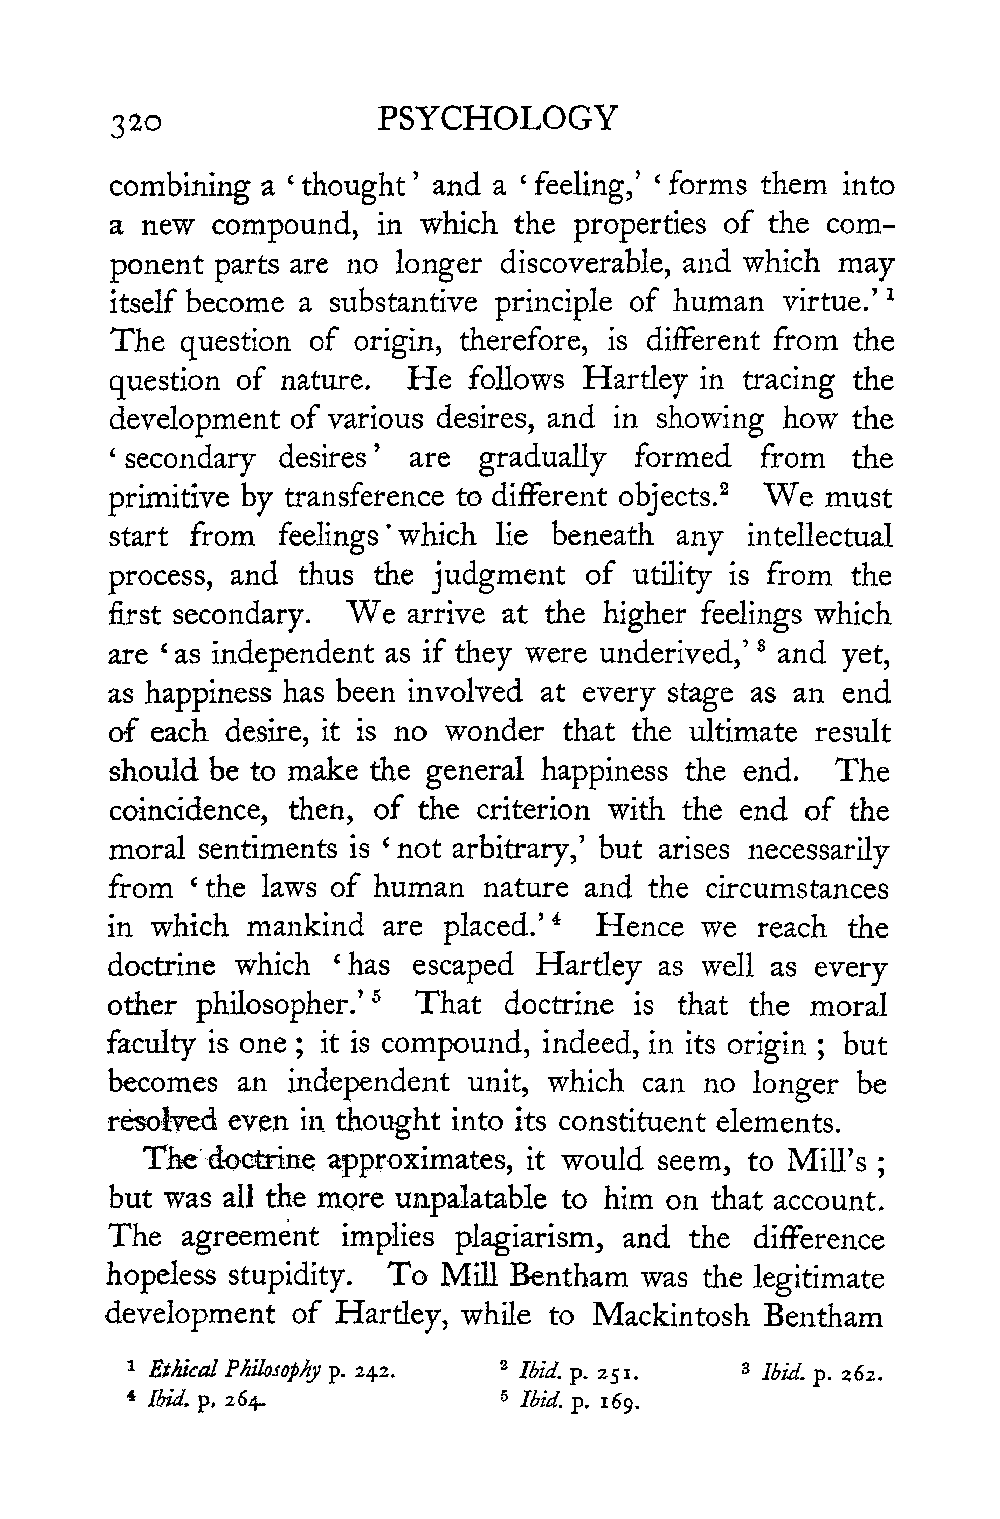 320 PSYCHOLOGY
combining a ‘ thought ’ and a ‘ feeling,’ ‘ forms them into
a new compound, in which the properties of the com-
ponent parts are no longer discoverable, and which may
itself become a substantive principle of human virtue.’ ¹
The question of origin, therefore, is different from the
question of nature. He follows Hartley in tracing the
development of various desires, and in showing how the
‘ secondary desires ’ are gradually formed from the
primitive by transference to different objects.² We must
start from feelings which lie beneath any intellectual
process, and thus the judgment of utility is from the
first secondary. We arrive at the higher feelings which
are ‘ as independent as if they were underived,’ ³ and yet,
as happiness has been involved at every stage as an end
of each desire, it is no wonder that the ultimate result
should be to make the general happiness the end. The
coincidence, then, of the criterion with the end of the
moral sentiments is ‘ not arbitrary,’ but arises necessarily
from ‘ the laws of human nature and the circumstances
in which mankind are placed.’ ⁴ Hence we reach the
doctrine which ‘ has escaped Hartley as well as every
other philosopher.’ ⁵ That doctrine is that the moral
faculty is one ; it is compound, indeed, in its origin ; but
becomes an independent unit, which can no longer be
resolved even in thought into its constituent elements.
The doctrine approximates, it would seem, to Mill’s ;
but was all the more unpalatable to him on that account.
The agreement implies plagiarism, and the difference
hopeless stupidity. To Mill Bentham was the legitimate
development of Hartley, while to Mackintosh Bentham
¹ Ethical Philosophy p. 242. ² Ibid. p. 251. ³ Ibid. p. 262.
⁴ Ibid. p. 264. ⁵ Ibid. p. 169.